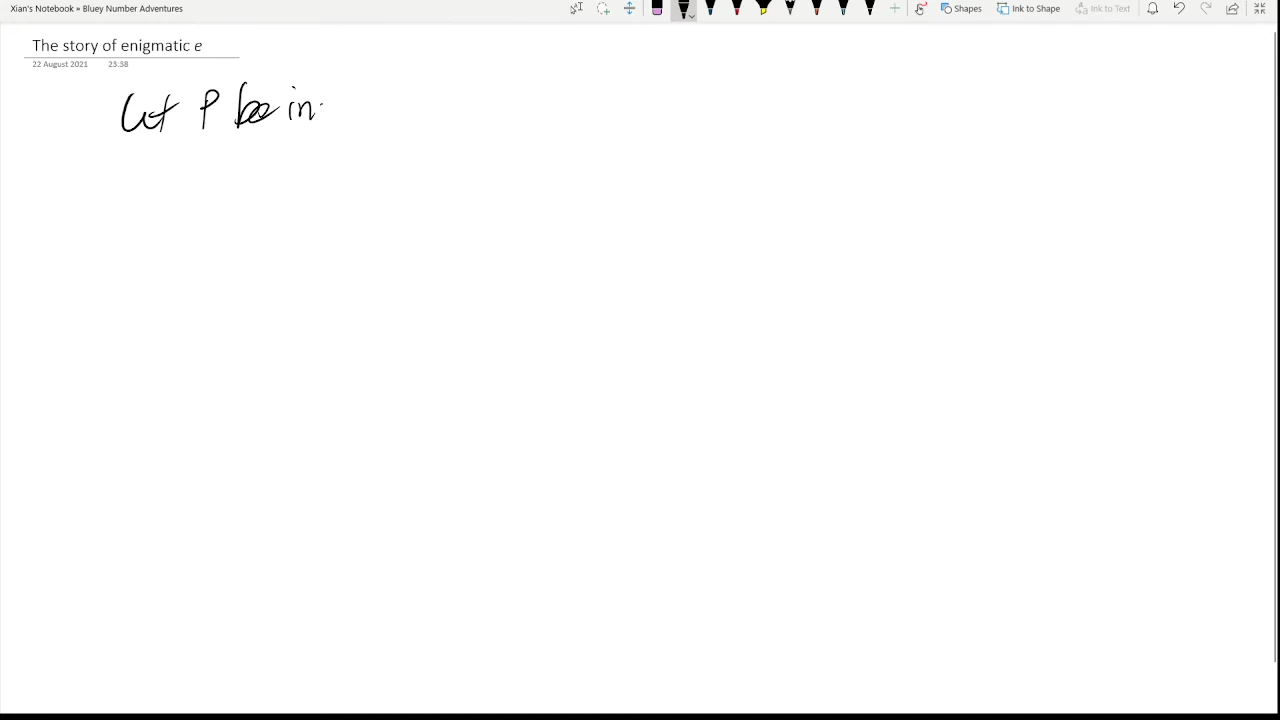 Xian's Notebook » Bluey Number Adventures
Shapes
Ink to Shape
Ink to Text
The story of enigmatic e
22 August 2021 23:38
Let P be in